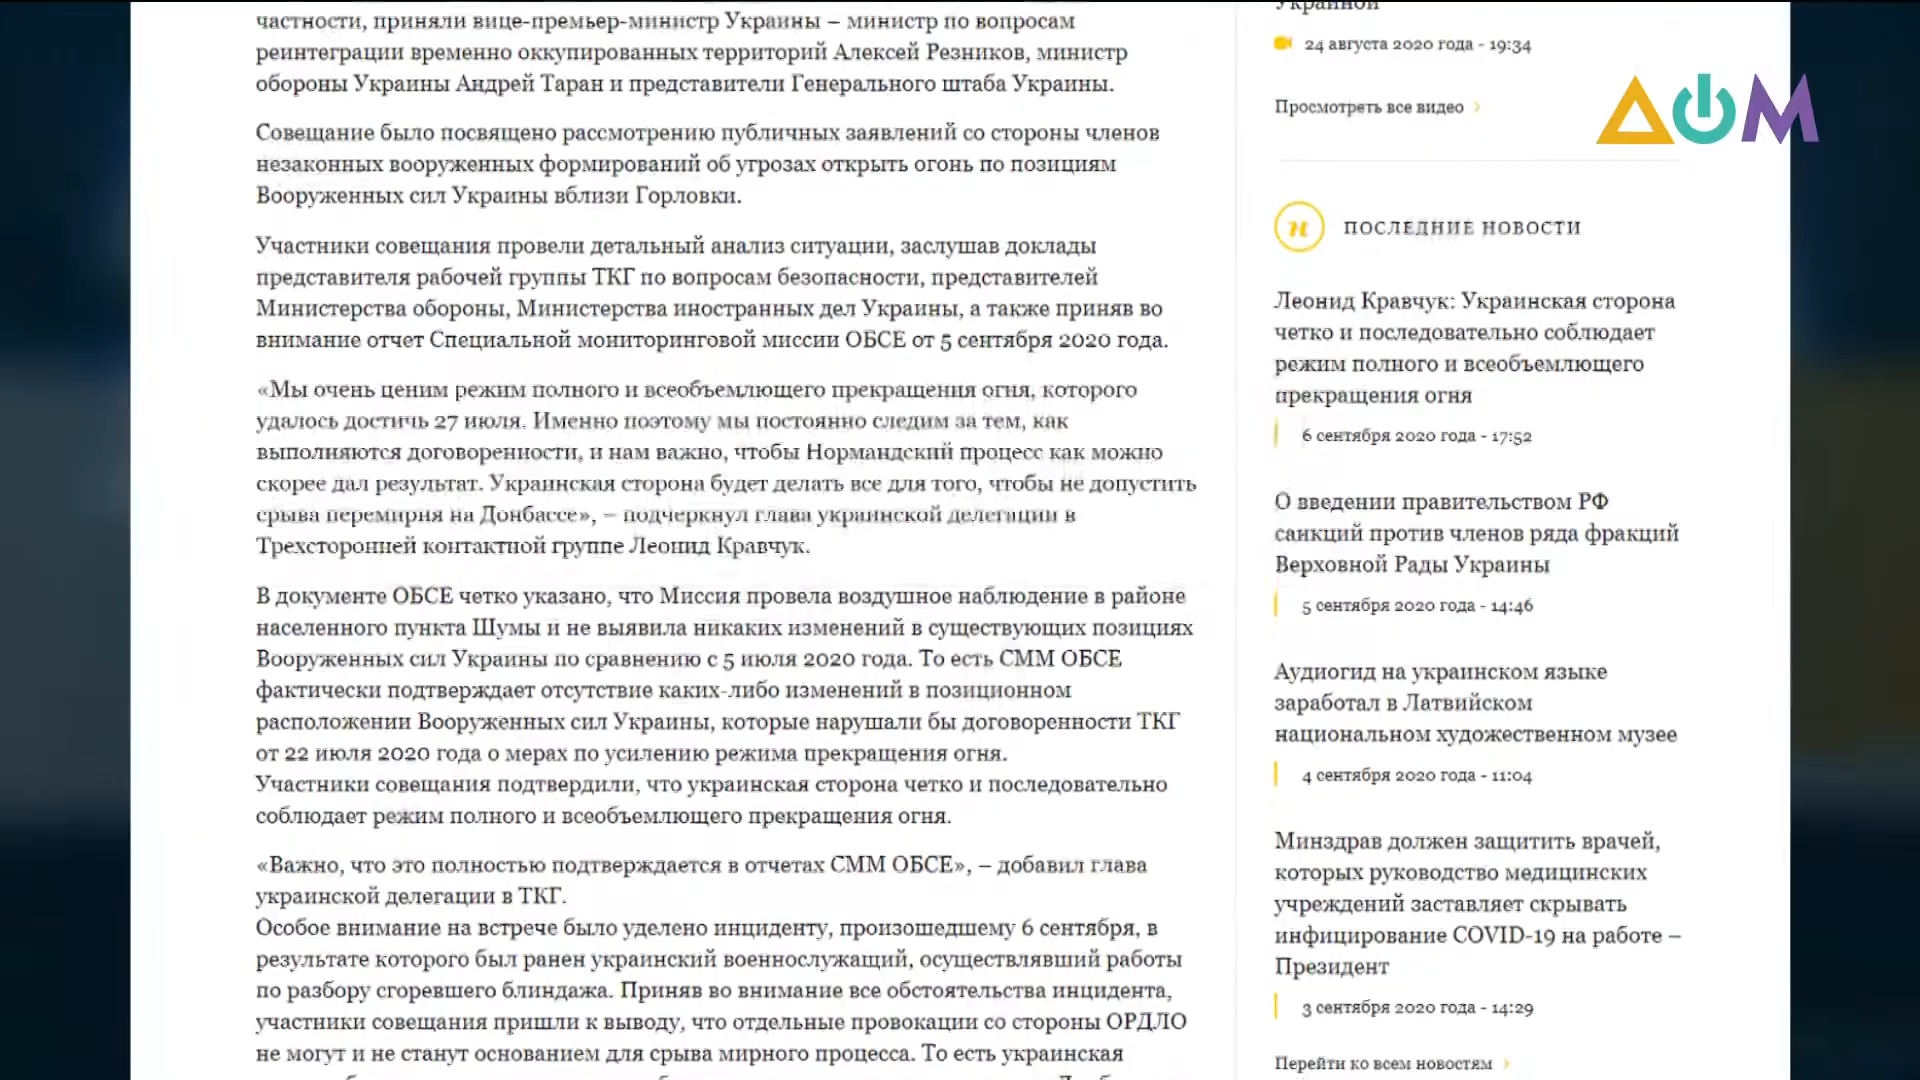 частности, приняли вице-премьер-министр Украины – министр по вопросам
реинтеграции временно оккупированных территорий Алексей Резников, министр
обороны Украины Андрей Таран и представители Генерального штаба Украины.
Совещание было посвящено рассмотрению публичных заявлений со стороны членов
незаконных вооруженных формирований об угрозах открыть огонь по позициям
Вооруженных сил Украины вблизи Горловки.
Участники совещания провели детальный анализ ситуации, заслушав доклады
представителя рабочей группы ТКГ по вопросам безопасности, представителей
Министерства обороны, Министерства иностранных дел Украины, а также приняв во
внимание отчет Специальной мониторинговой миссии ОБСЕ от 5 сентября 2020 года.
«Мы очень ценим режим полного и всеобъемлющего прекращения огня, которого
удалось достичь 27 июля. Именно поэтому мы постоянно следим за тем, как
выполняются договоренности, и нам важно, чтобы Нормандский процесс как можно
скорее дал результат. Украинская сторона будет делать все для того, чтобы не допустить
срыва перемирия на Донбассе», – подчеркнул глава украинской делегации в
Трехсторонней контактной группе Леонид Кравчук.
В документе ОБСЕ четко указано, что Миссия провела воздушное наблюдение в районе
населенного пункта Шумы и не выявила никаких изменений в существующих позициях
Вооруженных сил Украины по сравнению с 5 июля 2020 года. То есть СММ ОБСЕ
фактически подтверждает отсутствие каких-либо изменений в позиционном
расположении Вооруженных сил Украины, которые нарушали бы договоренности ТКГ
от 22 июля 2020 года о мерах по усилению режима прекращения огня.
Участники совещания подтвердили, что украинская сторона четко и последовательно
соблюдает режим полного и всеобъемлющего прекращения огня.
«Важно, что это полностью подтверждается в отчетах СММ ОБСЕ», – добавил глава
украинской делегации в ТКГ.
Особое внимание на встрече было уделено инциденту, произошедшему 6 сентября, в
результате которого был ранен украинский военнослужащий, осуществлявший работы
по разбору сгоревшего блиндажа. Приняв во внимание все обстоятельства инцидента,
участники совещания пришли к выводу, что отдельные провокации со стороны ОРДЛО
не могут и не станут основанием для срыва мирного процесса. То есть украинская
Украиной
24 августа 2020 года - 19:34
Просмотреть все видео
ДОМ
ПОСЛЕДНИЕ НОВОСТИ
Леонид Кравчук: Украинская сторона
четко и последовательно соблюдает
режим полного и всеобъемлющего
прекращения огня
6 сентября 2020 года - 17:52
О введении правительством РФ
санкций против членов ряда фракций
Верховной Рады Украины
5 сентября 2020 года - 14:46
Аудиогид на украинском языке
заработал в Латвийском
национальном художественном музее
4 сентября 2020 года - 11:04
Минздрав должен защитить врачей,
которых руководство медицинских
учреждений заставляет скрывать
инфицирование COVID-19 на работе –
Президент
3 сентября 2020 года - 14:29
Перейти ко всем новостям